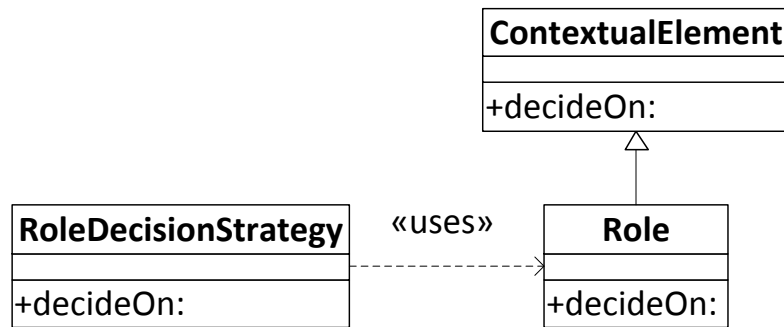 ContextualElement
+decideOn:
RoleDecisionStrategy
+decideOn:
«uses»
Role
+decideOn: